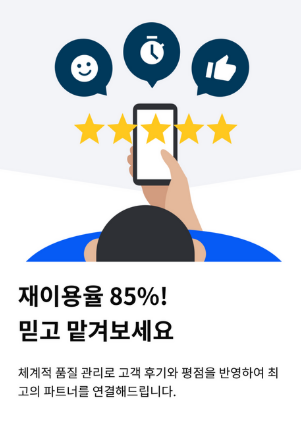 재이용율 85%!
믿고 맡겨보세요
체계적 품질 관리로 고객 후기와 평점을 반영하여 최
고의 파트너를 연결해드립니다.